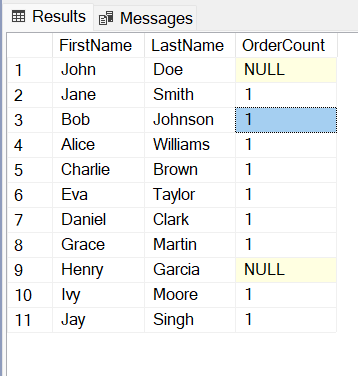 Results Messages
FirstName LastName OrderCount
1 John Doe NULL
2 Jane Smith 1
3 Bob Johnson 1
4 Alice Williams 1
5 Charlie Brown 1
6 Eva Taylor 1
7 Daniel Clark 1
8 Grace Martin 1
9 Henry Garcia NULL
10 Ivy Moore 1
11 Jay Singh 1